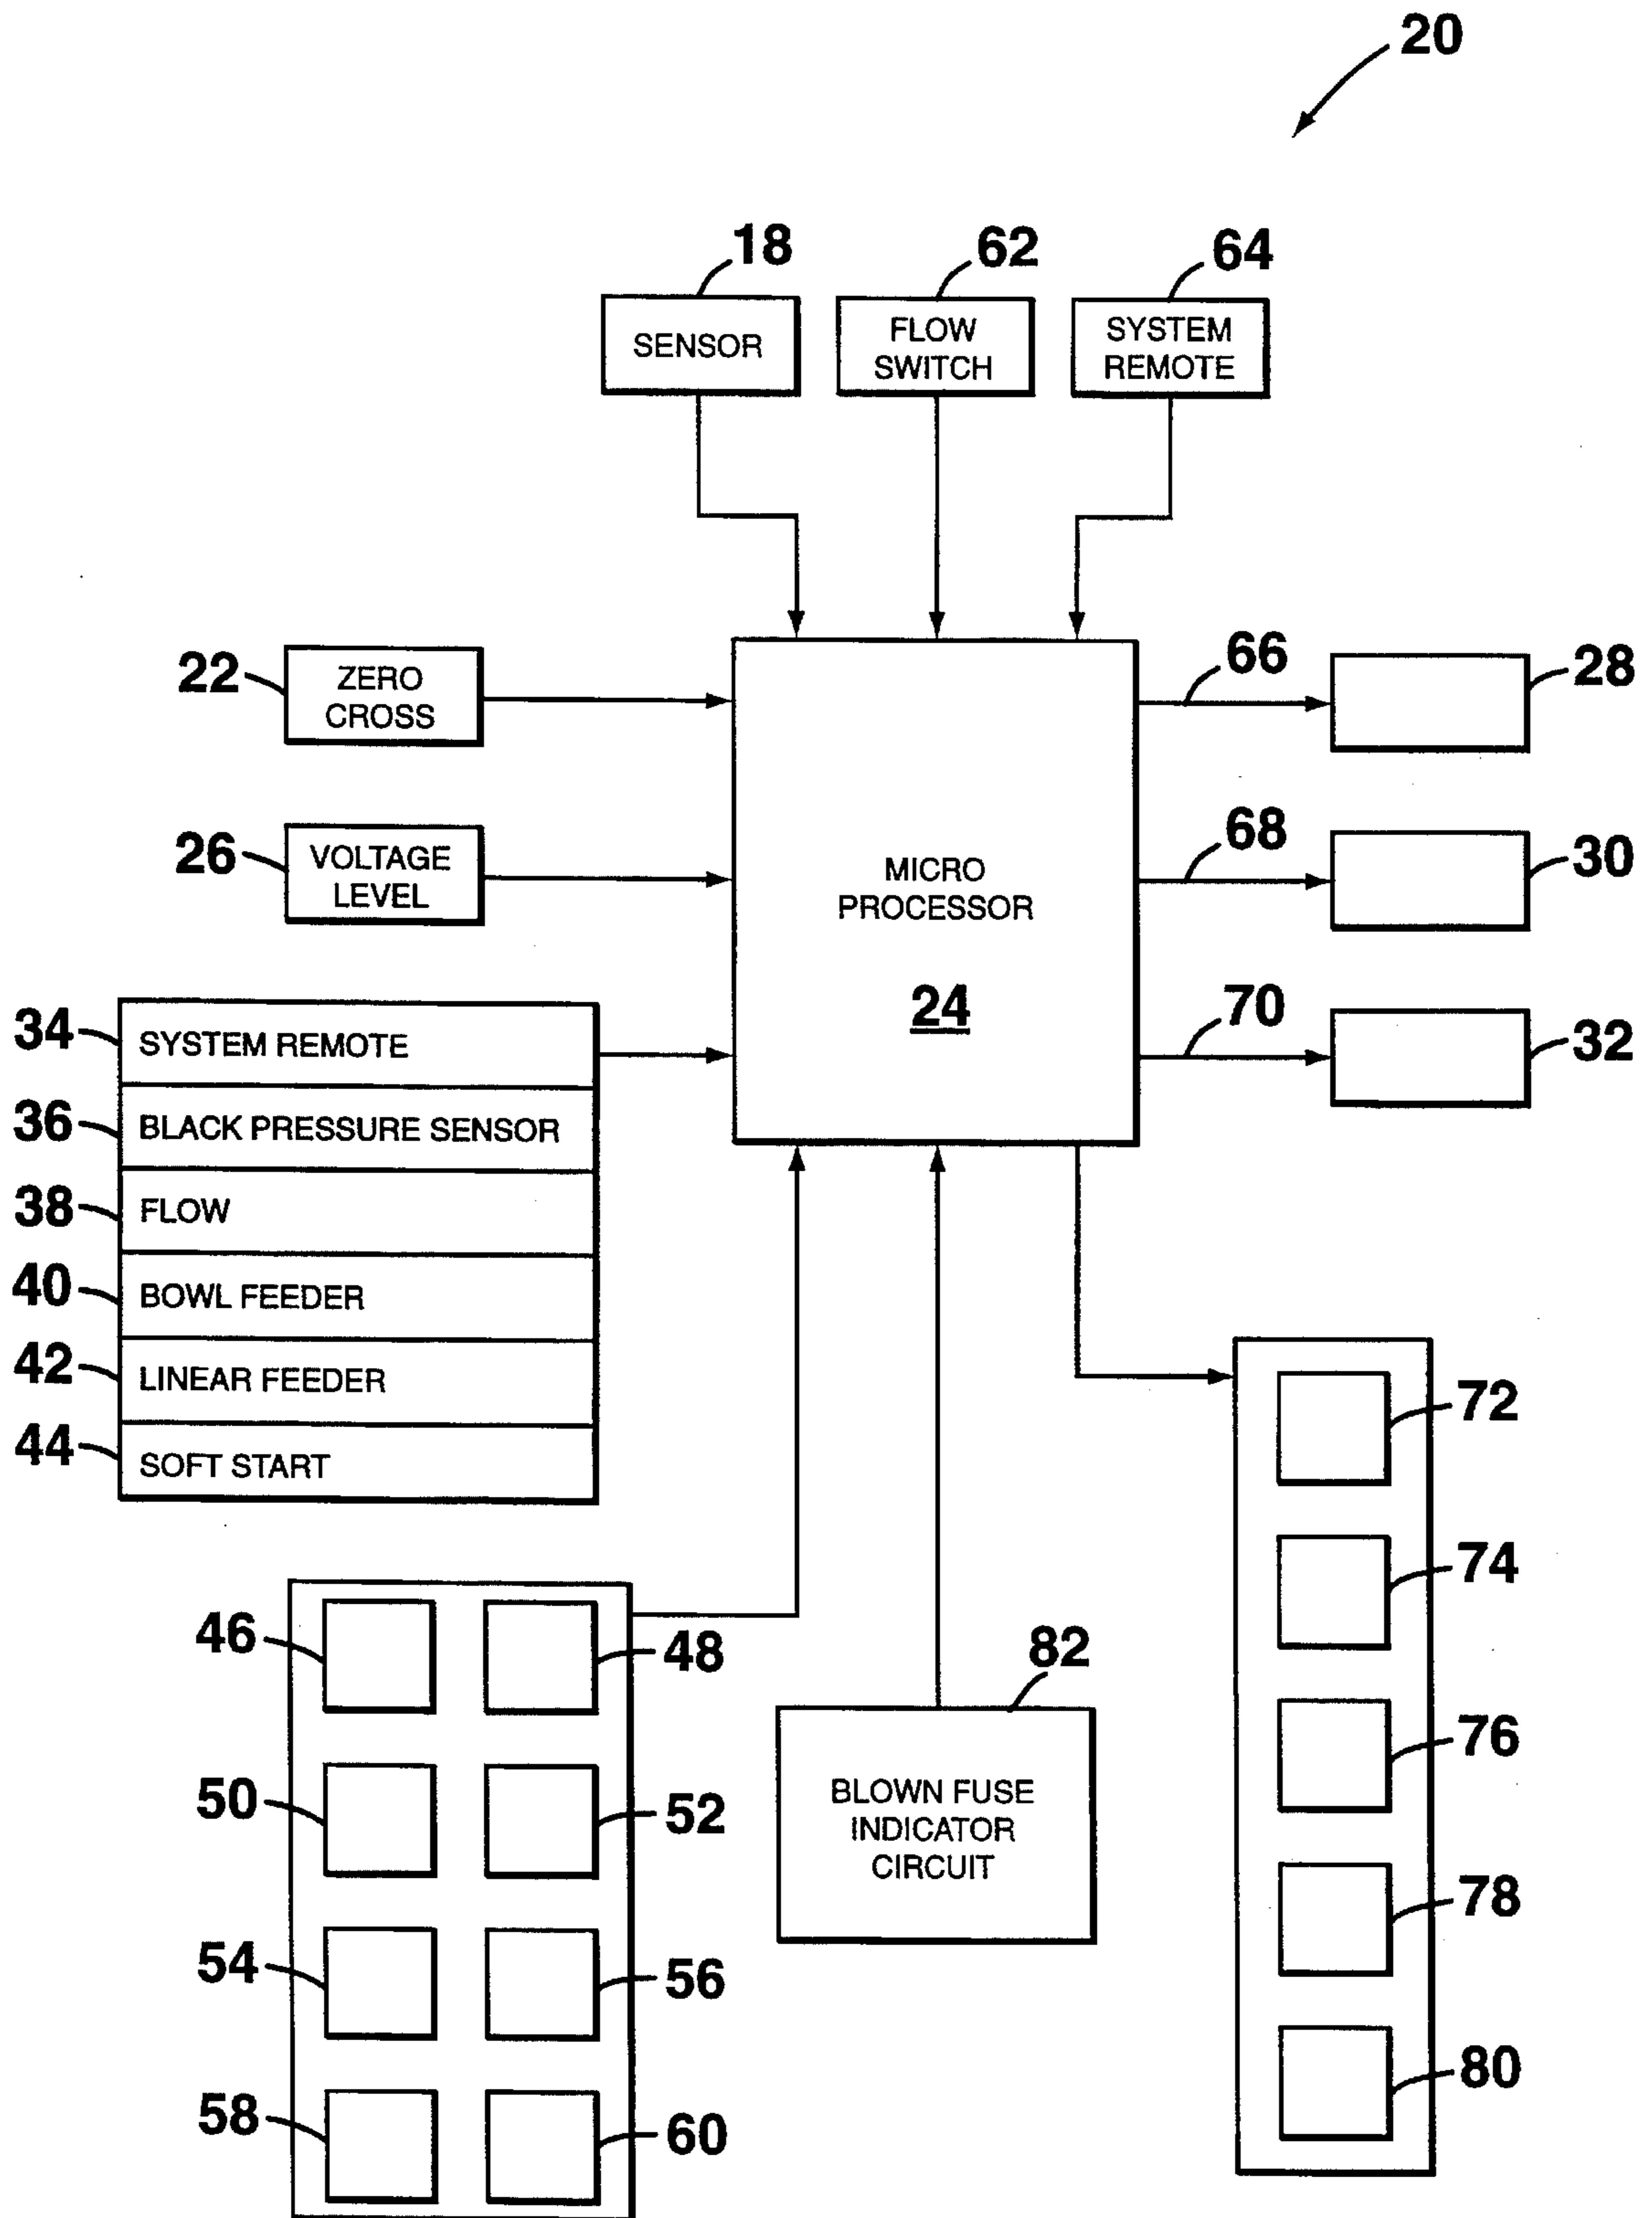 20
18
62
64
SENSOR
FLOW
SWITCH
SYSTEM
REMOTE
22
ZERO
CROSS
66
28
26
VOLTAGE
LEVEL
MICRO
PROCESSOR
24
68
30
70
32
34
SYSTEM REMOTE
36
BLACK PRESSURE SENSOR
38
FLOW
40
BOWL FEEDER
42
LINEAR FEEDER
44
SOFT START
72
74
76
78
80
46
48
50
52
54
56
58
60
82
BLOWN FUSE
INDICATOR
CIRCUIT